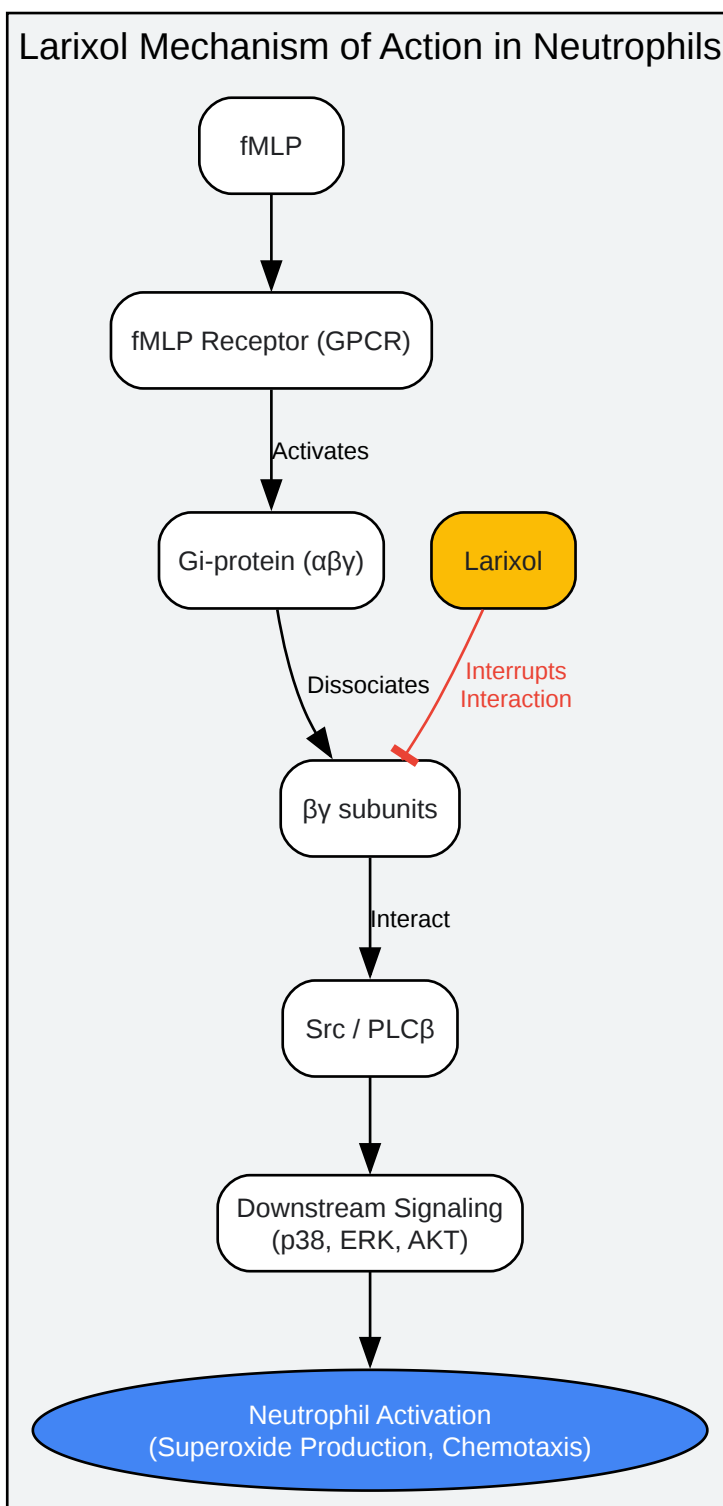 Larixol Mechanism of Action in Neutrophils
fMLP
fMLP Receptor (GPCR)
Activates
Gi-protein (αβγ)
Larixol
Dissociates
Interrupts
Interaction
βγ subunits
Interact
Src / PLCβ
Downstream Signaling
(p38, ERK, AKT)
Neutrophil Activation
(Superoxide Production, Chemotaxis)